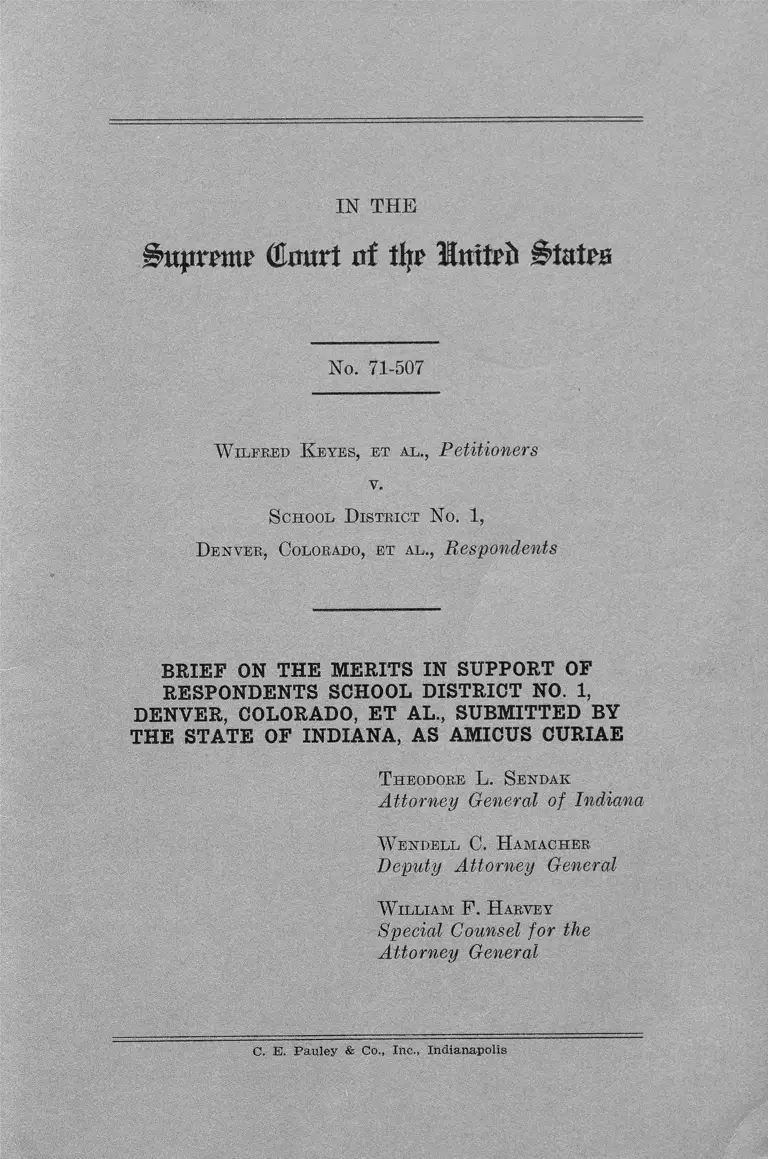 IN THE
Supreme Court of the United States
No. 71-507
WILFRED KEYES, ET AL., Petitioners
v.
SCHOOL DISTRICT NO. 1,
DENVER, COLORADO, ET AL., Respondents
BRIEF ON THE MERITS IN SUPPORT OF
RESPONDENTS SCHOOL DISTRICT NO. 1,
DENVER, COLORADO, ET AL., SUBMITTED BY
THE STATE OF INDIANA, AS AMICUS CURIAE
THEODORE L. SENDAK
Attorney General of Indiana
WENDELL C. HAMACHER
Deputy Attorney General
WILLIAM F. HARVEY
Special Counsel for the
Attorney General
C. E. Pauley & Co., Inc., Indianapolis